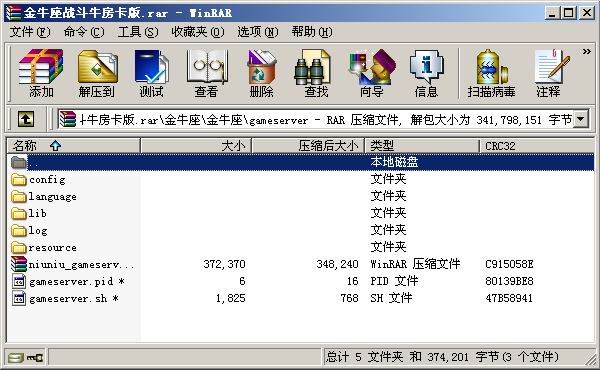 金牛座战斗牛房卡版.rar - WinRAR
文件(F) 命令(C) 工具(S) 收藏夹(O) 选项(N) 帮助(H)
添加 解压到 测试 查看 删除 查找 向导 信息 扫描病毒 注释 »
牛房卡版.rar\金牛座\金牛座\gameserver - RAR 压缩文件, 解包大小为 341,798,151 字节
名称 大小 压缩后大小 类型 CRC32
.. 本地磁盘
config 文件夹
language 文件夹
lib 文件夹
log 文件夹
resource 文件夹
niuniu_gameserv... 372,370 348,240 WinRAR 压缩文件 C915058E
gameserver.pid * 6 16 PID 文件 80139BE8
gameserver.sh * 1,825 768 SH 文件 47B58941
总计 5 文件夹 和 374,201 字节(3 个文件)